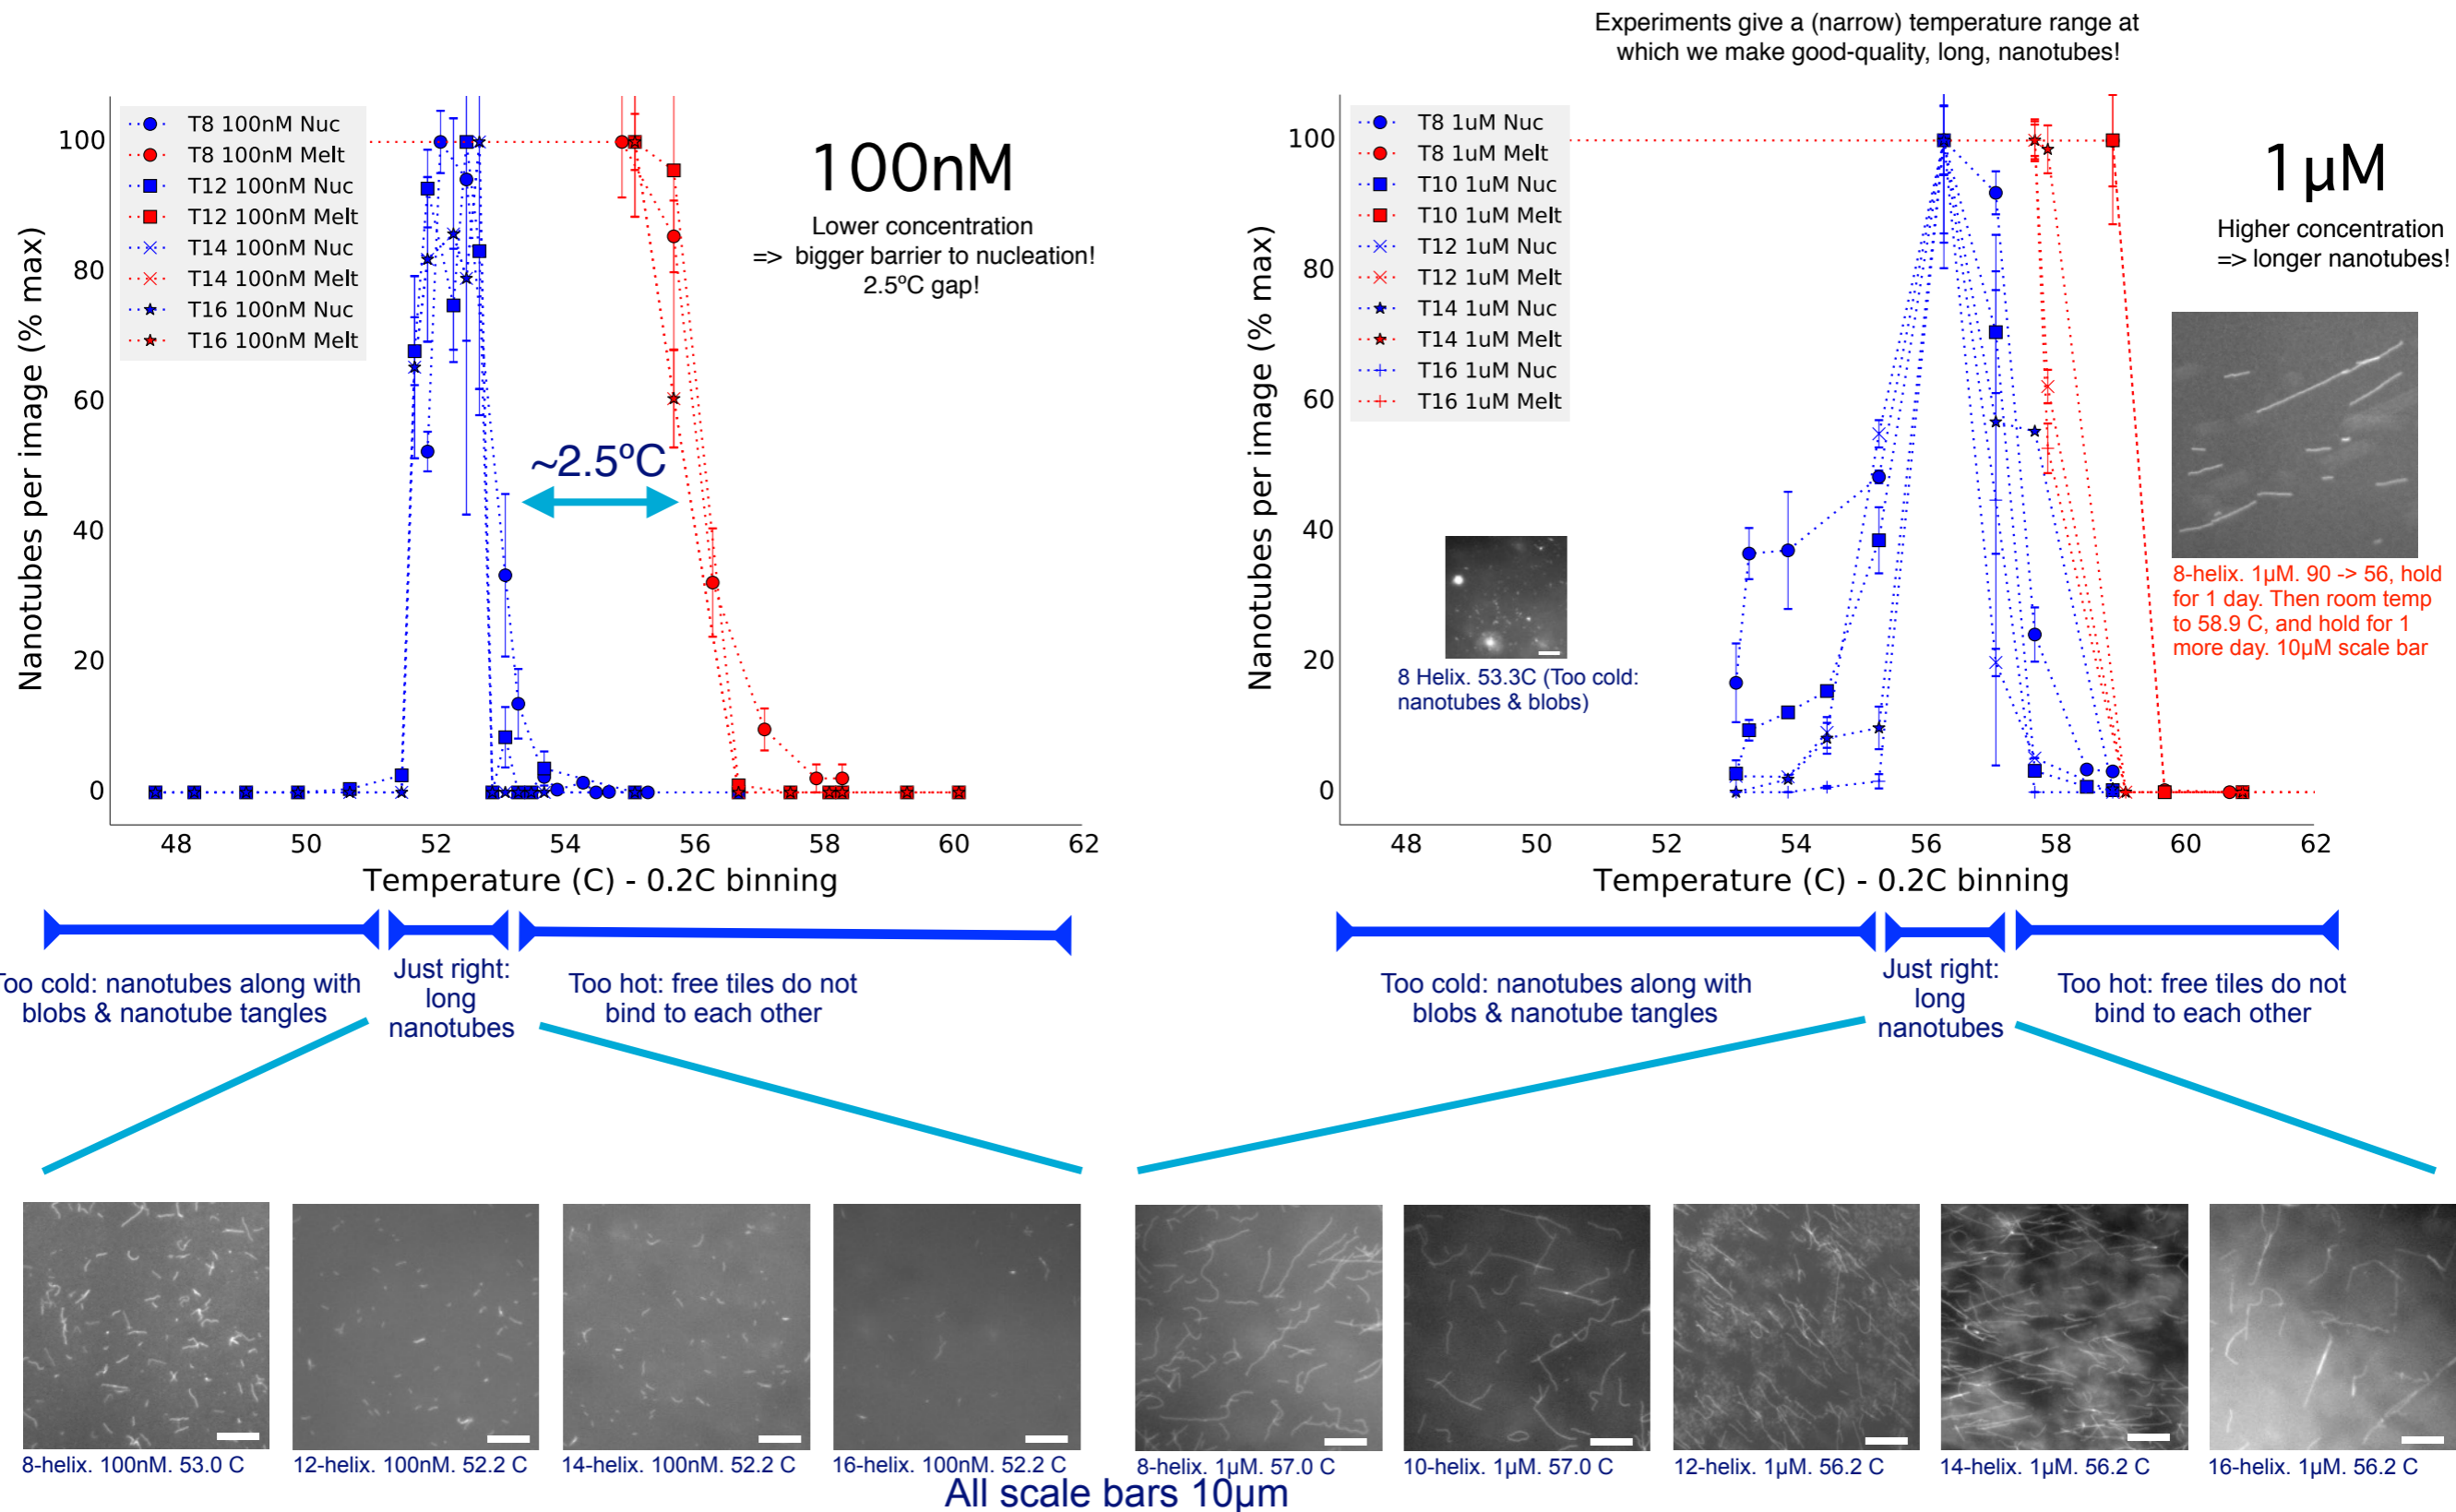 Experiments give a (narrow) temperature range at
which we make good-quality, long, nanotubes!
Nanotubes per image (% max)
100
80
60
40
20
0
T8 100nM Nuc
T8 100nM Melt
T12 100nM Nuc
T12 100nM Melt
T14 100nM Nuc
T14 100nM Melt
T16 100nM Nuc
T16 100nM Melt
100nM
Lower concentration
=> bigger barrier to nucleation!
2.5ºC gap!
~2.5ºC
48 50 52 54 56 58 60 62
Temperature (C) - 0.2C binning
Nanotubes per image (% max)
100
80
60
40
20
0
T8 1uM Nuc
T8 1uM Melt
T10 1uM Nuc
T10 1uM Melt
T12 1uM Nuc
T12 1uM Melt
T14 1uM Nuc
T14 1uM Melt
T16 1uM Nuc
T16 1uM Melt
1µM
Higher concentration
=> longer nanotubes!
8-helix. 1µM. 90 -> 56, hold
for 1 day. Then room temp
to 58.9 C, and hold for 1
more day. 10µM scale bar
8 Helix. 53.3C (Too cold:
nanotubes & blobs)
48 50 52 54 56 58 60 62
Temperature (C) - 0.2C binning
oo cold: nanotubes along with
blobs & nanotube tangles
Just right:
long
nanotubes
Too hot: free tiles do not
bind to each other
Too cold: nanotubes along with
blobs & nanotube tangles
Just right:
long
nanotubes
Too hot: free tiles do not
bind to each other
8-helix. 100nM. 53.0 C
12-helix. 100nM. 52.2 C
14-helix. 100nM. 52.2 C
16-helix. 100nM. 52.2 C
8-helix. 1µM. 57.0 C
10-helix. 1µM. 57.0 C
12-helix. 1µM. 56.2 C
14-helix. 1µM. 56.2 C
16-helix. 1µM. 56.2 C
All scale bars 10µm